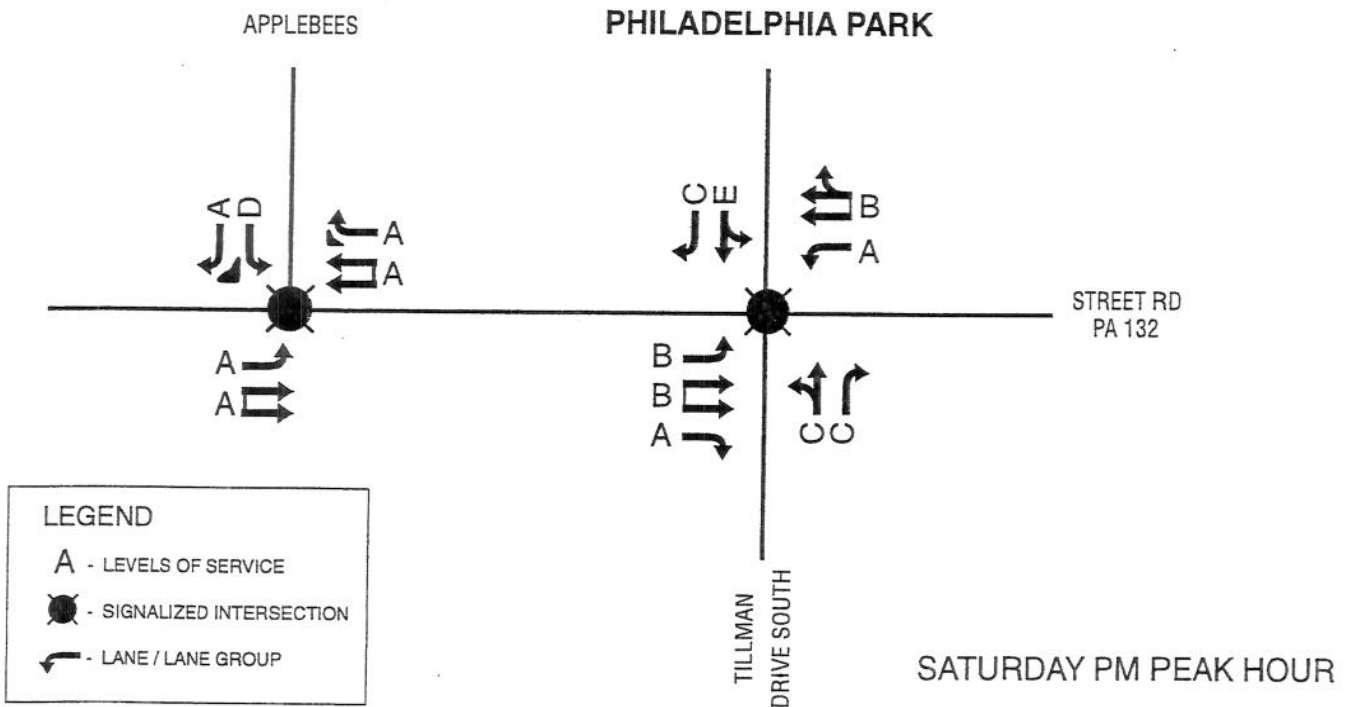 APPLEBEES
PHILADELPHIA PARK
A
D
A
A
C
E
B
A
STREET RD
PA 132
A
A
B
B
A
C
C
LEGEND
A - LEVELS OF SERVICE
- SIGNALIZED INTERSECTION
- LANE / LANE GROUP
TILLMAN
DRIVE SOUTH
SATURDAY PM PEAK HOUR